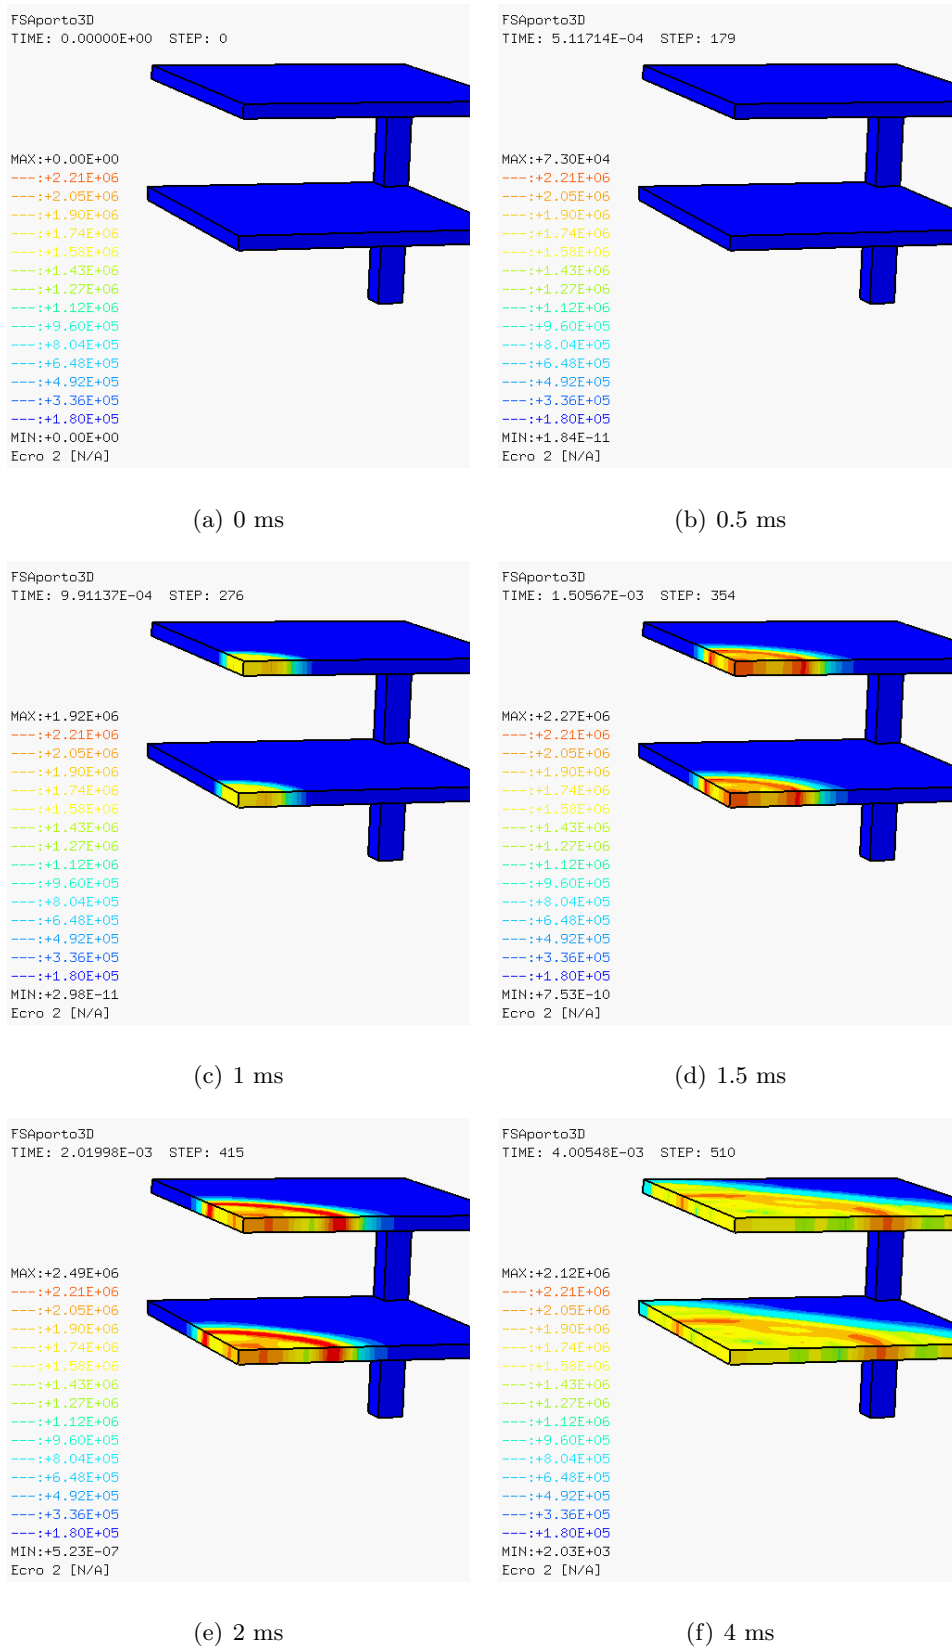 FSAporto3D
TIME: 0.00000E+00 STEP: 0
MAX:+0.00E+00
---:+2.21E+06
---:+2.05E+06
---:+1.90E+06
---:+1.74E+06
---:+1.58E+06
---:+1.43E+06
---:+1.27E+06
---:+1.12E+06
---:+9.60E+05
---:+8.04E+05
---:+6.48E+05
---:+4.92E+05
---:+3.36E+05
---:+1.80E+05
MIN:+0.00E+00
Ecro 2 [N/A]
(a) 0 ms
FSAporto3D
TIME: 5.11714E-04 STEP: 179
MAX:+7.30E+04
---:+2.21E+06
---:+2.05E+06
---:+1.90E+06
---:+1.74E+06
---:+1.58E+06
---:+1.43E+06
---:+1.27E+06
---:+1.12E+06
---:+9.60E+05
---:+8.04E+05
---:+6.48E+05
---:+4.92E+05
---:+3.36E+05
---:+1.80E+05
MIN:+1.84E-11
Ecro 2 [N/A]
(b) 0.5 ms
FSAporto3D
TIME: 9.91137E-04 STEP: 276
MAX:+1.92E+06
---:+2.21E+06
---:+2.05E+06
---:+1.90E+06
---:+1.74E+06
---:+1.58E+06
---:+1.43E+06
---:+1.27E+06
---:+1.12E+06
---:+9.60E+05
---:+8.04E+05
---:+6.48E+05
---:+4.92E+05
---:+3.36E+05
---:+1.80E+05
MIN:+2.98E-11
Ecro 2 [N/A]
(c) 1 ms
FSAporto3D
TIME: 1.50567E-03 STEP: 354
MAX:+2.27E+06
---:+2.21E+06
---:+2.05E+06
---:+1.90E+06
---:+1.74E+06
---:+1.58E+06
---:+1.43E+06
---:+1.27E+06
---:+1.12E+06
---:+9.60E+05
---:+8.04E+05
---:+6.48E+05
---:+4.92E+05
---:+3.36E+05
---:+1.80E+05
MIN:+7.53E-10
Ecro 2 [N/A]
(d) 1.5 ms
FSAporto3D
TIME: 2.01998E-03 STEP: 415
MAX:+2.49E+06
---:+2.21E+06
---:+2.05E+06
---:+1.90E+06
---:+1.74E+06
---:+1.58E+06
---:+1.43E+06
---:+1.27E+06
---:+1.12E+06
---:+9.60E+05
---:+8.04E+05
---:+6.48E+05
---:+4.92E+05
---:+3.36E+05
---:+1.80E+05
MIN:+5.23E-07
Ecro 2 [N/A]
(e) 2 ms
FSAporto3D
TIME: 4.00548E-03 STEP: 510
MAX:+2.12E+06
---:+2.21E+06
---:+2.05E+06
---:+1.90E+06
---:+1.74E+06
---:+1.58E+06
---:+1.43E+06
---:+1.27E+06
---:+1.12E+06
---:+9.60E+05
---:+8.04E+05
---:+6.48E+05
---:+4.92E+05
---:+3.36E+05
---:+1.80E+05
MIN:+2.03E+03
Ecro 2 [N/A]
(f) 4 ms